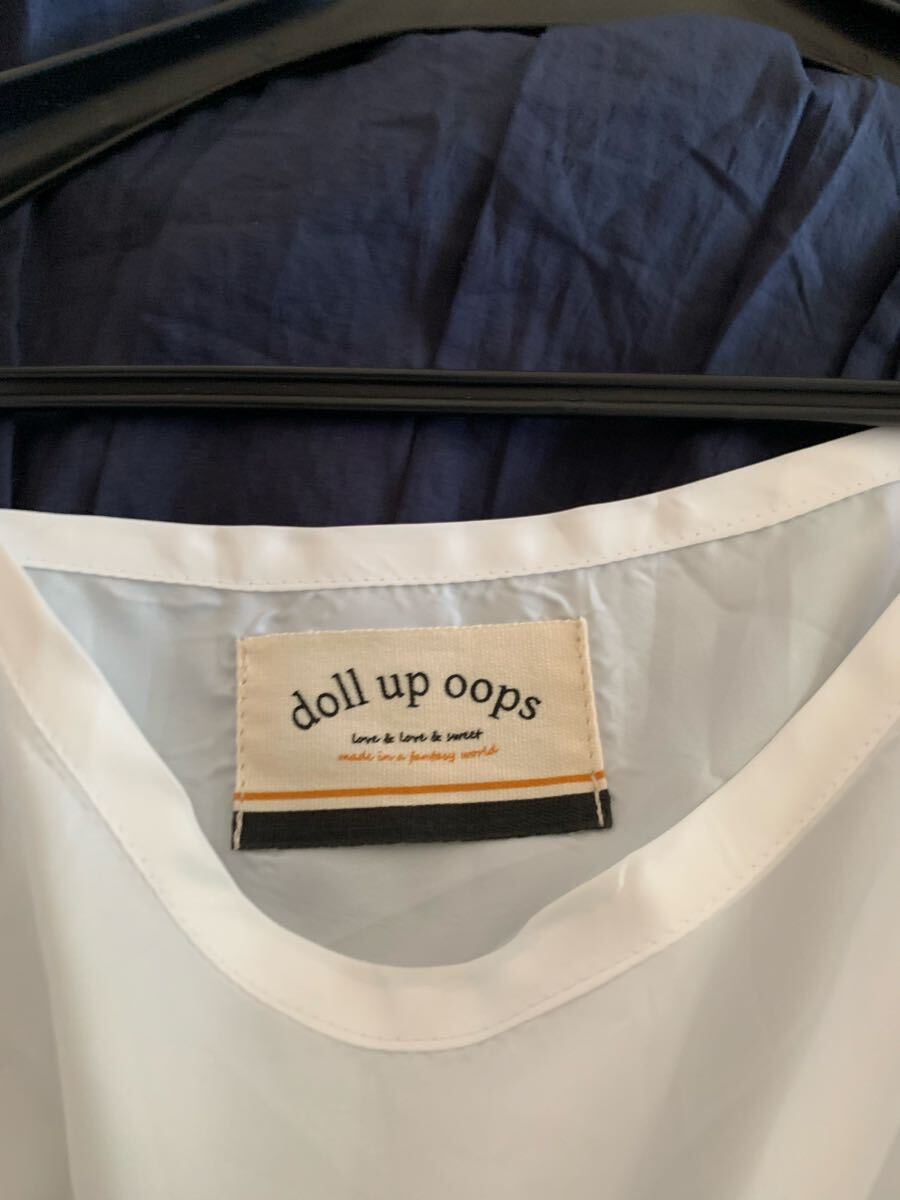 doll up oops
love & love & sweet
made in a fantasy world